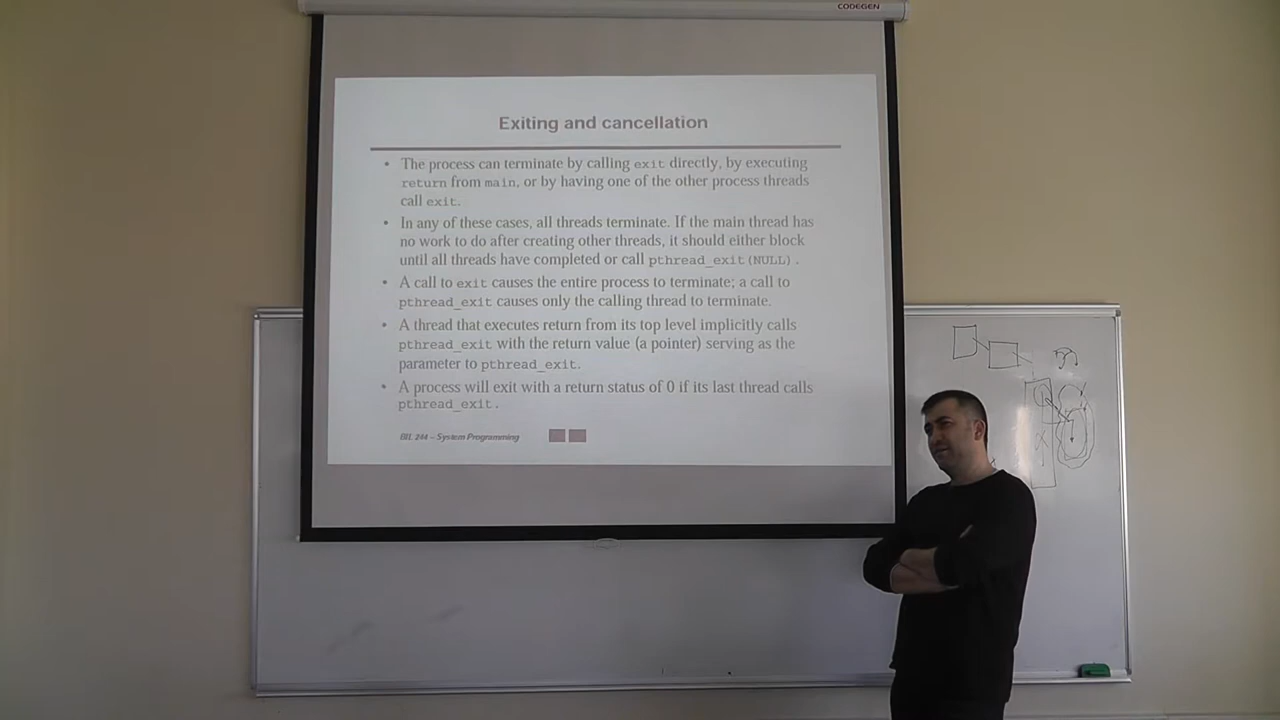 CODEGEN
Exiting and cancellation
• The process can terminate by calling exit directly, by executing
return from main, or by having one of the other process threads
call exit.
• In any of these cases, all threads terminate. If the main thread has
no work to do after creating other threads, it should either block
until all threads have completed or call pthread_exit(NULL).
• A call to exit causes the entire process to terminate; a call to
pthread_exit causes only the calling thread to terminate.
• A thread that executes return from its top level implicitly calls
pthread_exit with the return value (a pointer) serving as the
parameter to pthread_exit.
• A process will exit with a return status of 0 if its last thread calls
pthread_exit.
BIL 244 – System Programming